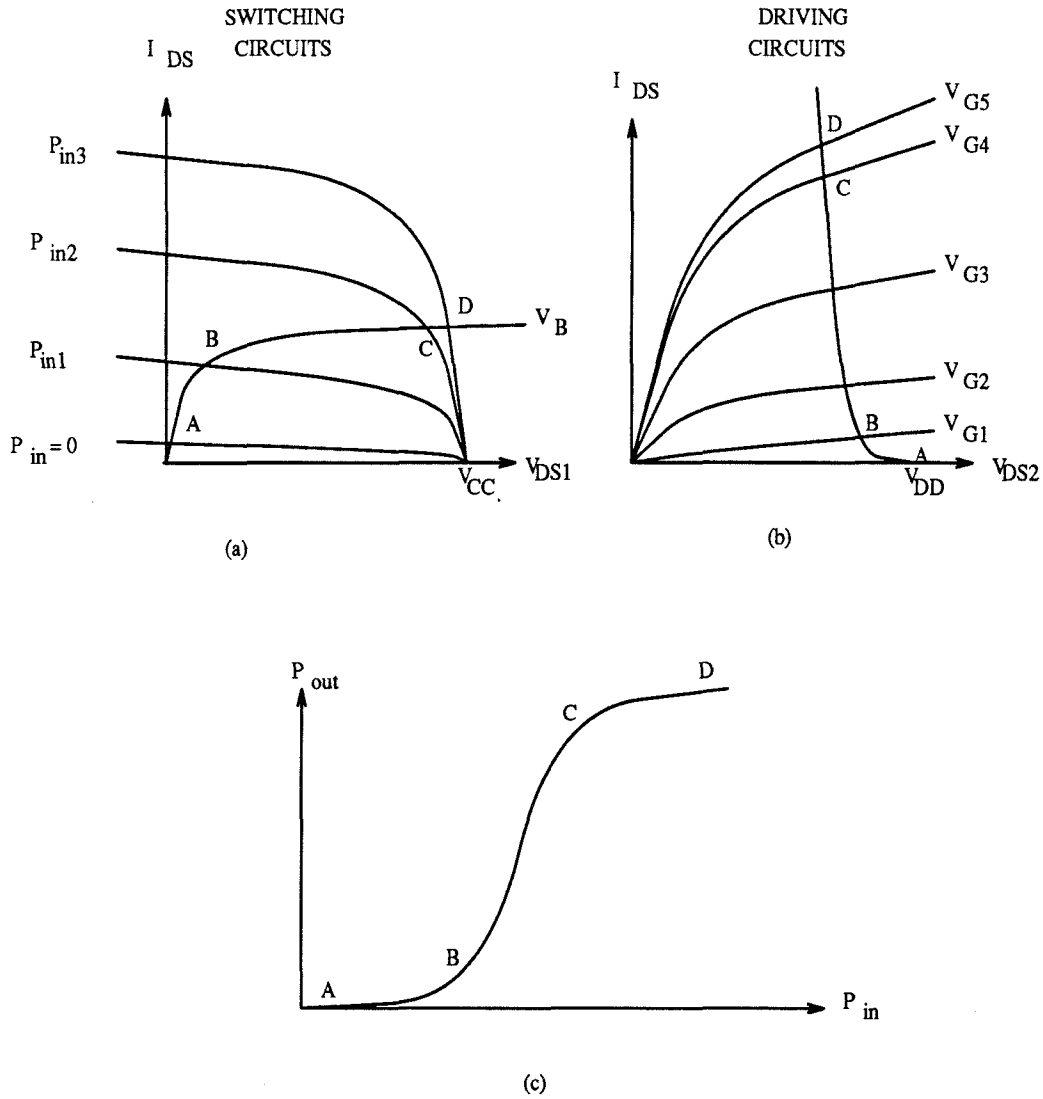 SWITCHING
CIRCUITS
I DS
P in3
P in2
P in1
P in = 0
A
B
C
D
V B
V CC
V DS1
(a)
DRIVING
CIRCUITS
I DS
D
C
B
A
V G5
V G4
V G3
V G2
V G1
V DD
V DS2
(b)
P out
A
B
C
D
P in
(c)